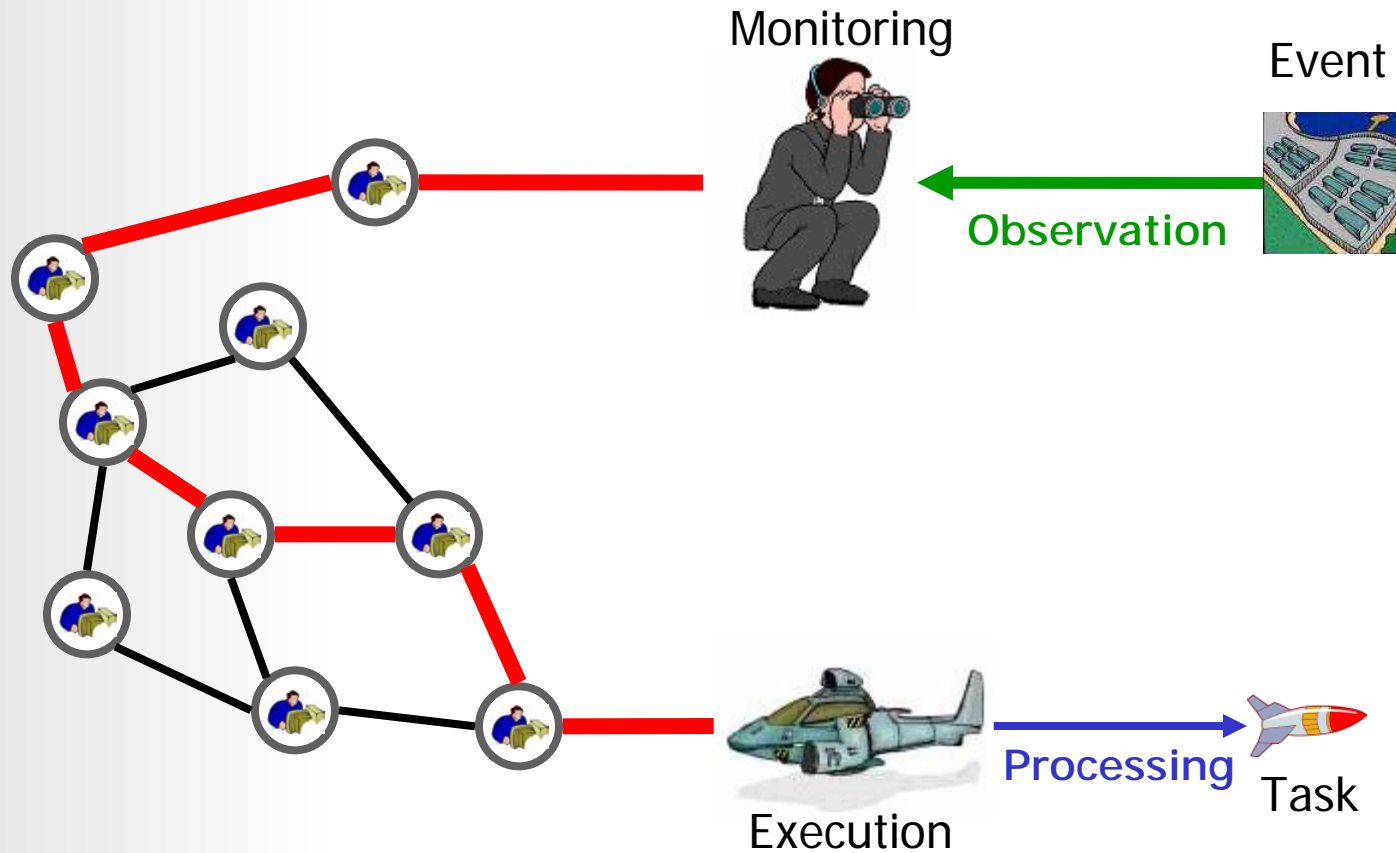 Monitoring
Event
Observation
Processing
Task
Execution